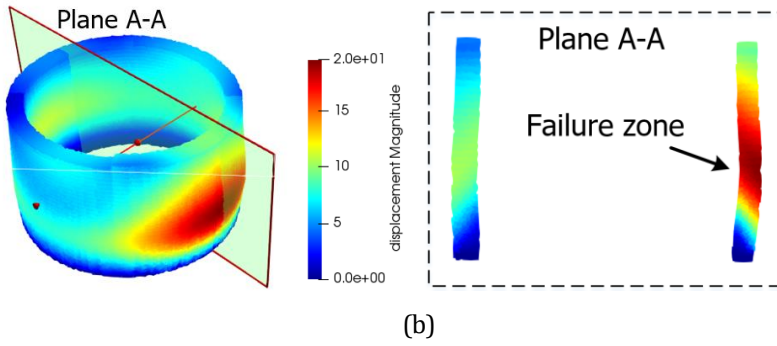 Plane A-A
2.0e+01
15
10
5
0.0e+00
displacement Magnitude
Plane A-A
Failure zone
(b)